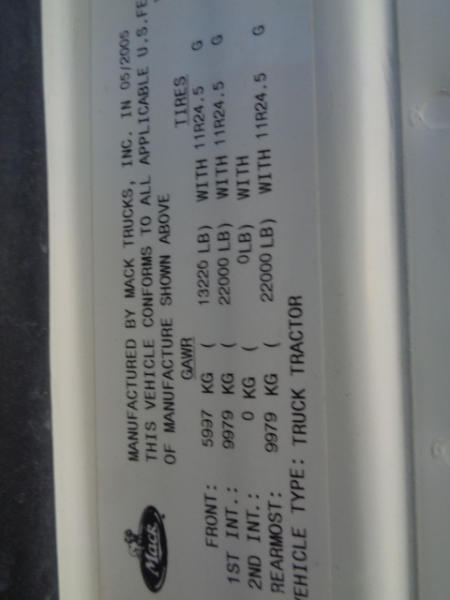 MANUFACTURED BY MACK TRUCKS, INC. IN 05/2005
THIS VEHICLE CONFORMS TO ALL APPLICABLE U.S.FE
OF MANUFACTURE SHOWN ABOVE
GAWR TIRES
FRONT: 5997 KG ( 13220 LB) WITH 11R24.5 G
1ST INT.: 9979 KG ( 22000 LB) WITH 11R24.5 G
2ND INT.: 0 KG ( 0LB) WITH
REARMOST: 9979 KG ( 22000 LB) WITH 11R24.5 G
VEHICLE TYPE: TRUCK TRACTOR
Mack